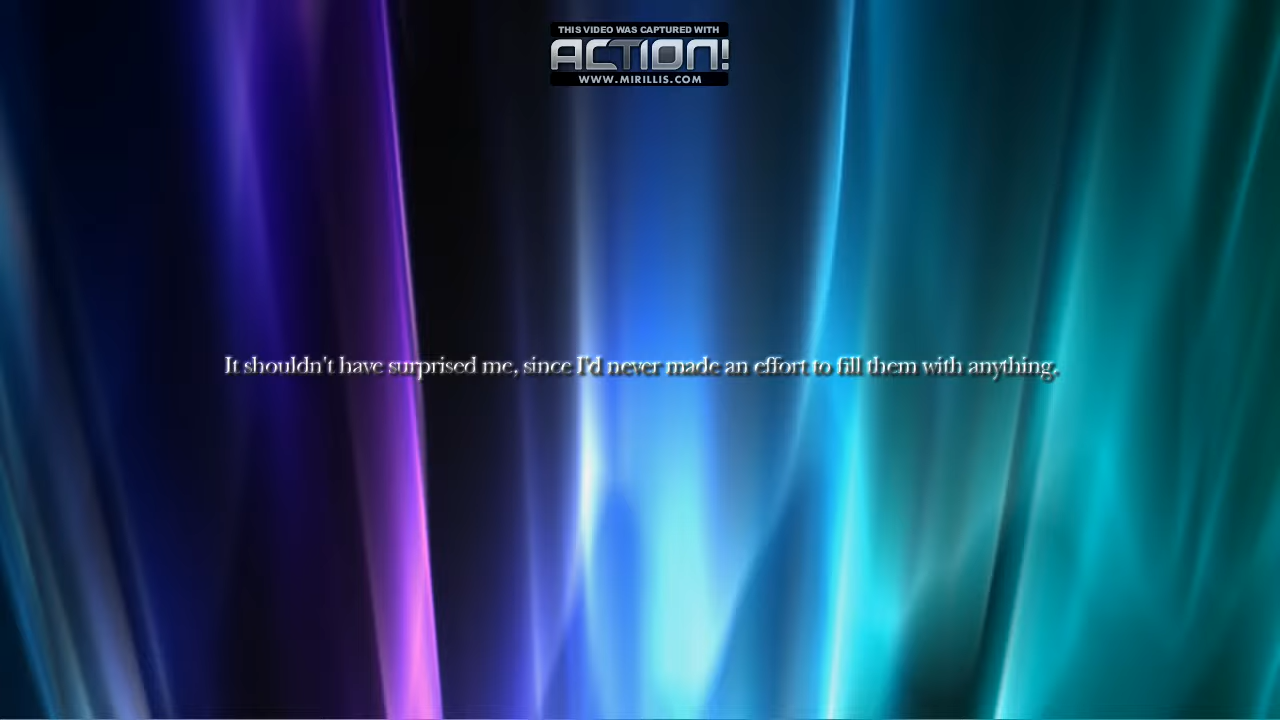 THIS VIDEO WAS CAPTURED WITH
ACTION!
WWW.MIRILLIS.COM
It shouldn't have surprised me, since I'd never made an effort to fill them with anything.